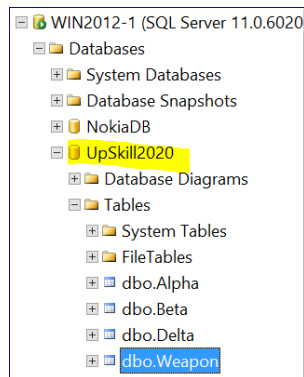 WIN2012-1 (SQL Server 11.0.6020
Databases
System Databases
Database Snapshots
NokiaDB
UpSkill2020
Database Diagrams
Tables
System Tables
FileTables
dbo.Alpha
dbo.Beta
dbo.Delta
dbo.Weapon